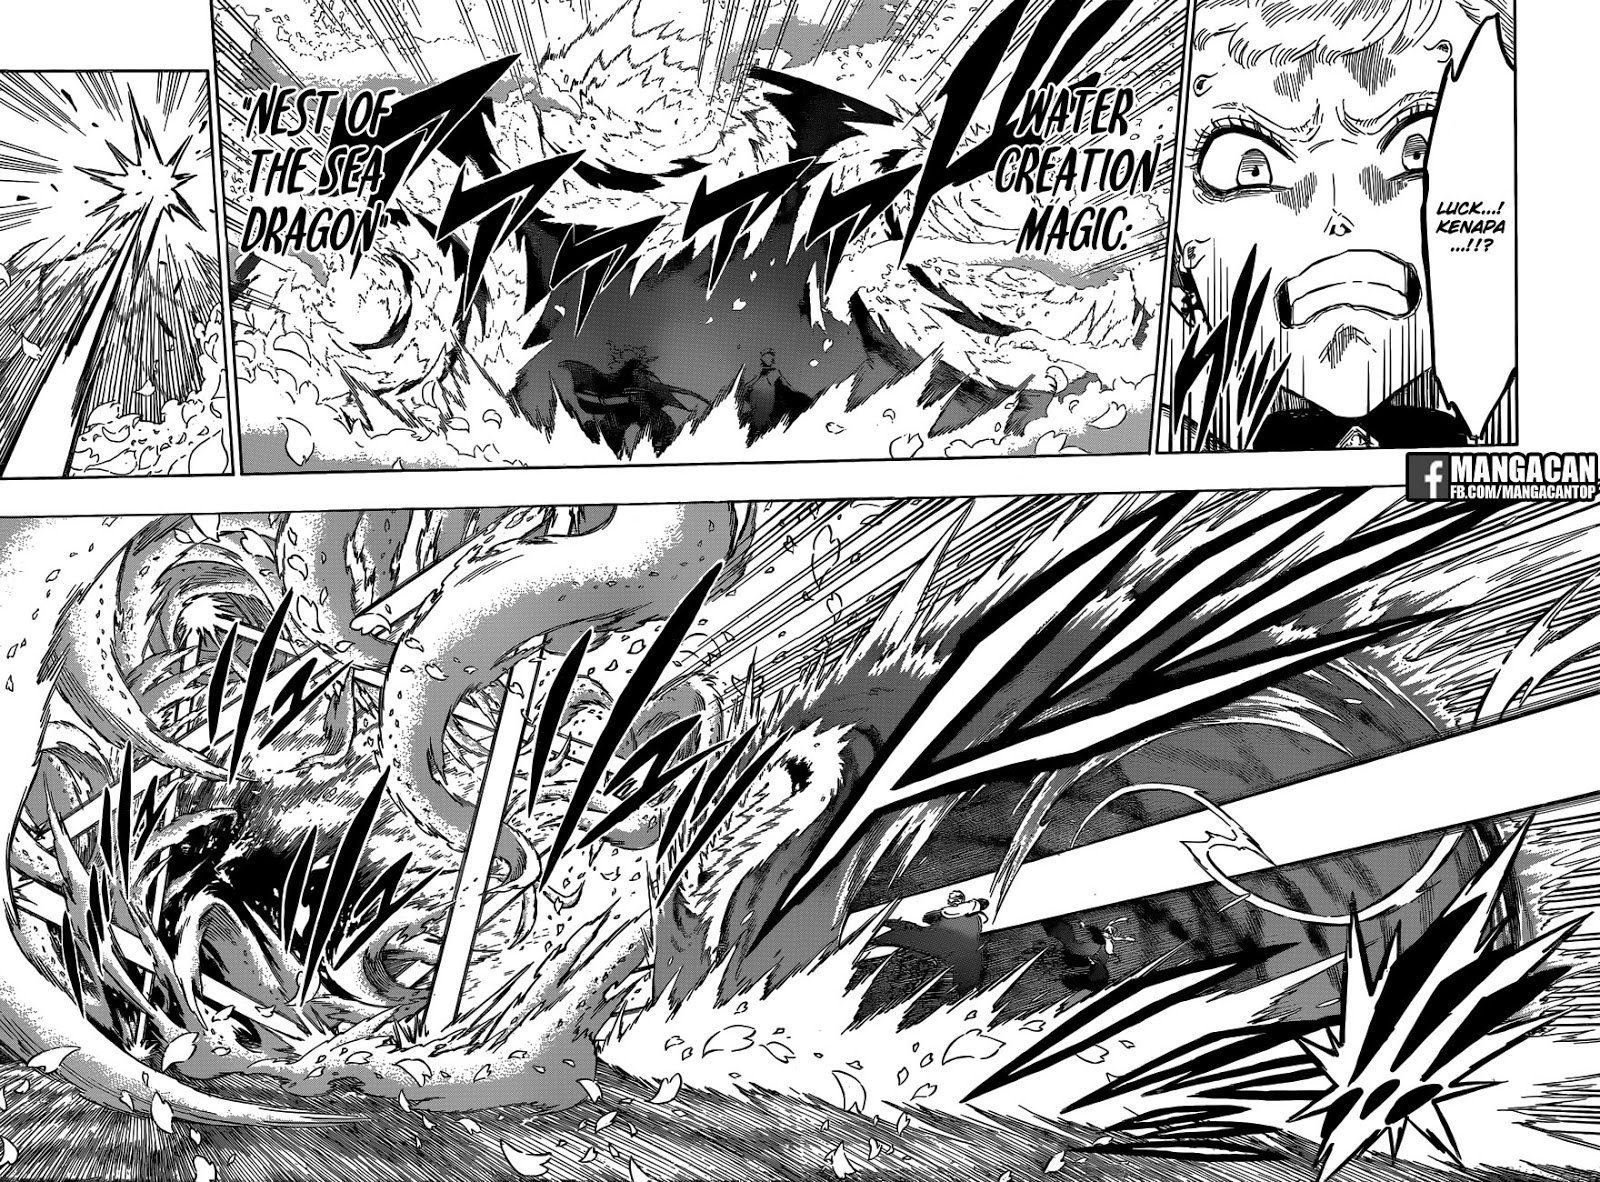 LUCK...!
KENAPA
...!!?
WATER
CREATION
MAGIC:
"NEST OF
THE SEA
DRAGON"
f MANGACAN
FB.COM/MANGACANTOP